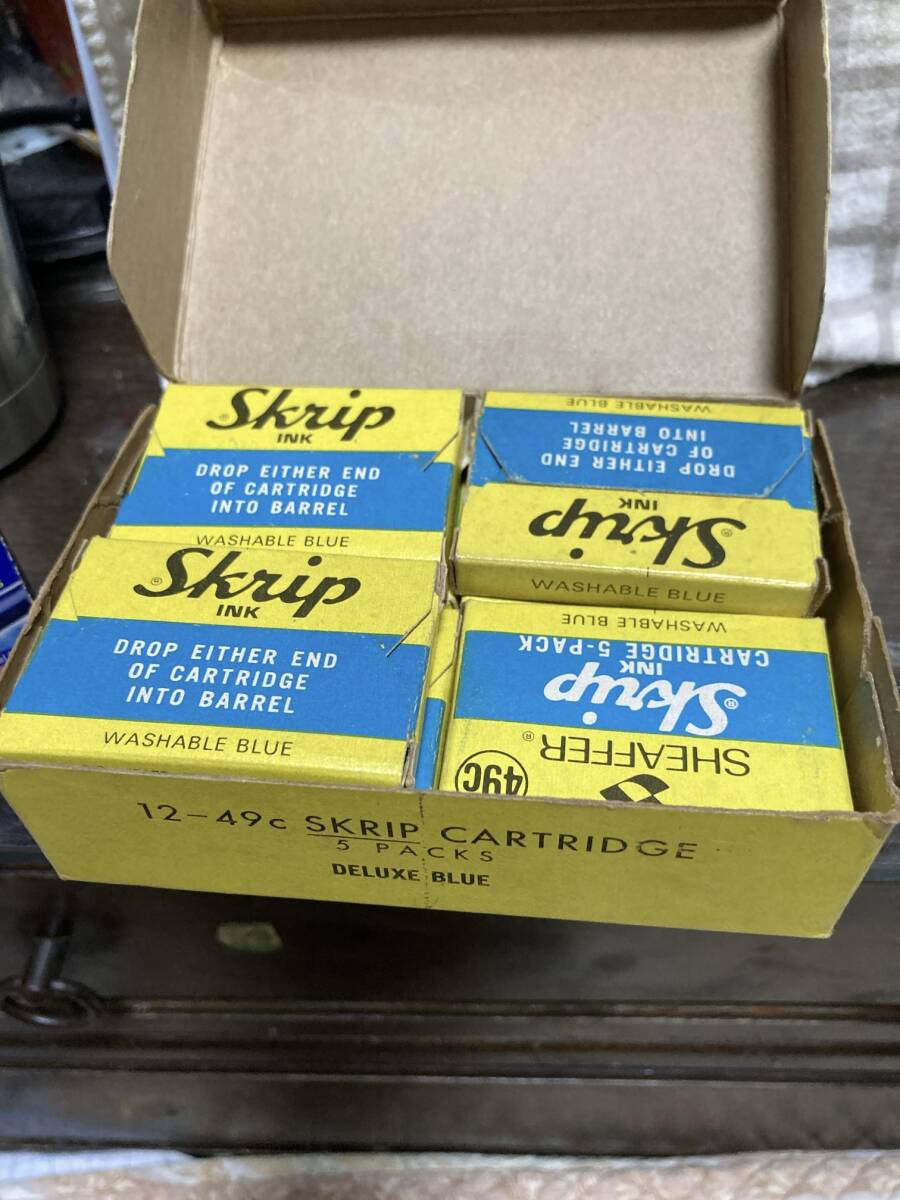 ® Skrip
INK
DROP EITHER END
OF CARTRIDGE
INTO BARREL
WASHABLE BLUE
WASHABLE BLUE
DROP EITHER END
OF CARTRIDGE
INTO BARREL
Skrip
INK
WASHABLE BLUE
® Skrip
INK
DROP EITHER END
OF CARTRIDGE
INTO BARREL
WASHABLE BLUE
SHEAFFER®
49C
Skrip®
INK
CARTRIDGE 5-PACK
WASHABLE BLUE
12-49c SKRIP CARTRIDGE
5 PACKS
DELUXE BLUE